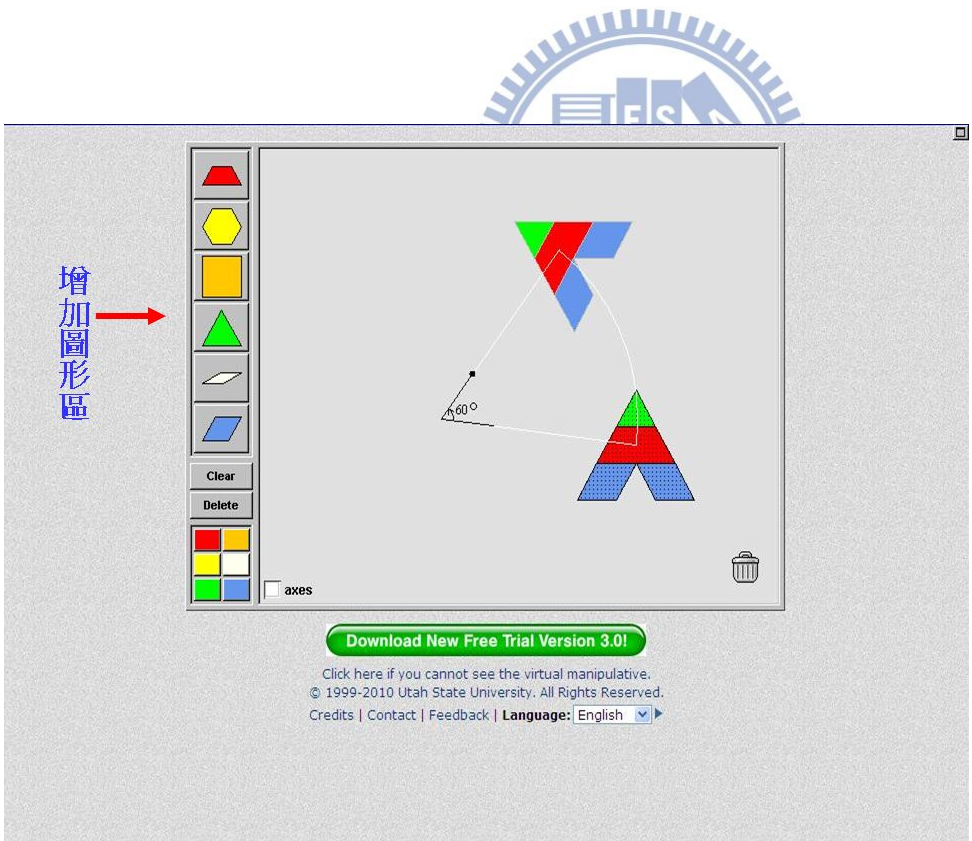 ES
增加圖形區
60°
Clear
Delete
axes
Download New Free Trial Version 3.0!
Click here if you cannot see the virtual manipulative.
© 1999-2010 Utah State University. All Rights Reserved.
Credits | Contact | Feedback | Language: English